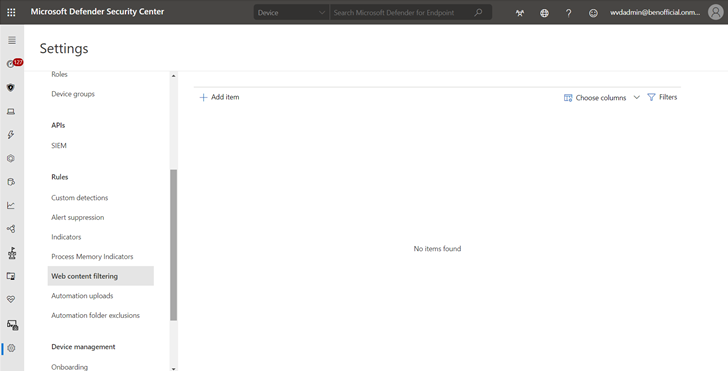 Microsoft Defender Security Center
Device
Search Microsoft Defender for Endpoint
?
wvdadmin@benofficial.onm...
127
Settings
Roles
Device groups
APIs
SIEM
Rules
Custom detections
Alert suppression
Indicators
Process Memory Indicators
Web content filtering
Automation uploads
Automation folder exclusions
Device management
Onboarding
Add item
Choose columns
Filters
No items found